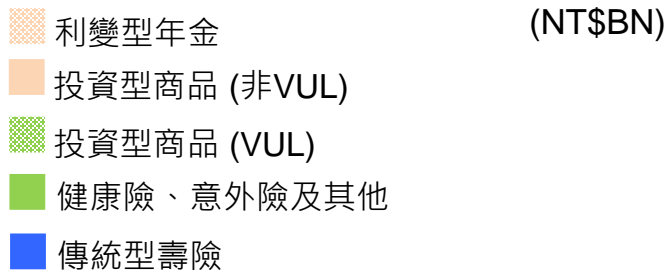 利變型年金
(NT$BN)
投資型商品 (非VUL)
投資型商品 (VUL)
健康險、意外險及其他
傳統型壽險